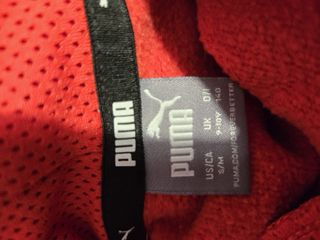 PUMA
PUMA
US/CA UK D/I
S/M 9-10Y 140
PUMA.COM/FOREVERBETTER